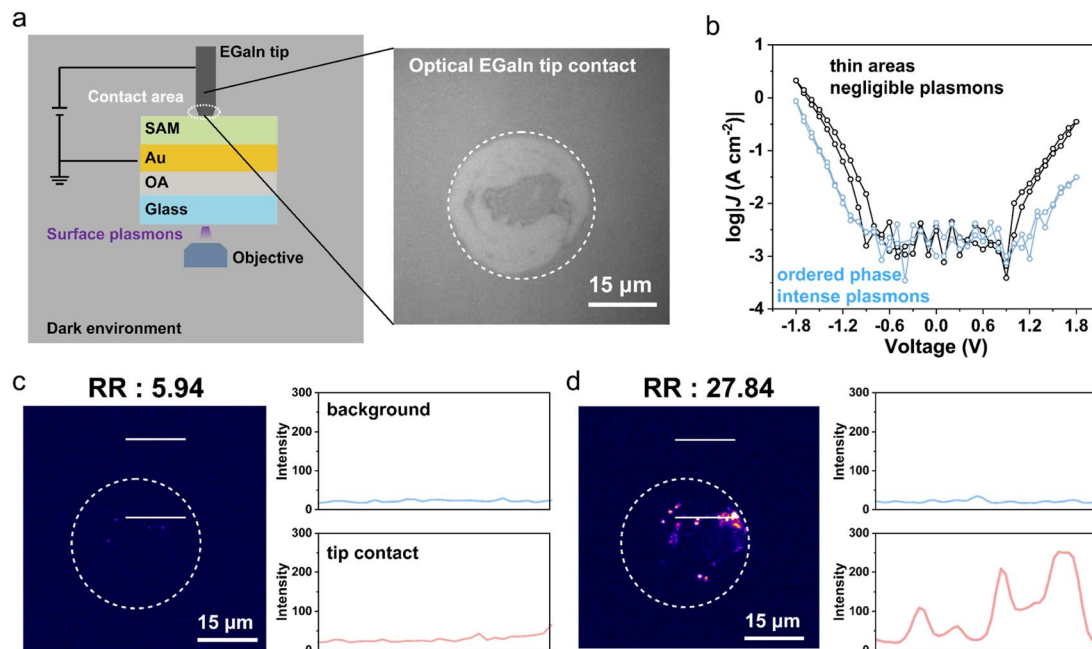 a
EGaIn tip
Contact area
SAM
Au
OA
Glass
Surface plasmons
Objective
Dark environment
Optical EGaIn tip contact
15 µm
b
log|J (A cm⁻²)|
1
0
-1
-2
-3
-4
thin areas
negligible plasmons
ordered phase
intense plasmons
-1.8 -1.2 -0.6 0.0 0.6 1.2 1.8
Voltage (V)
c
RR : 5.94
15 µm
Intensity
300
200
100
0
background
Intensity
300
200
100
0
tip contact
d
RR : 27.84
15 µm
Intensity
300
200
100
0
Intensity
300
200
100
0